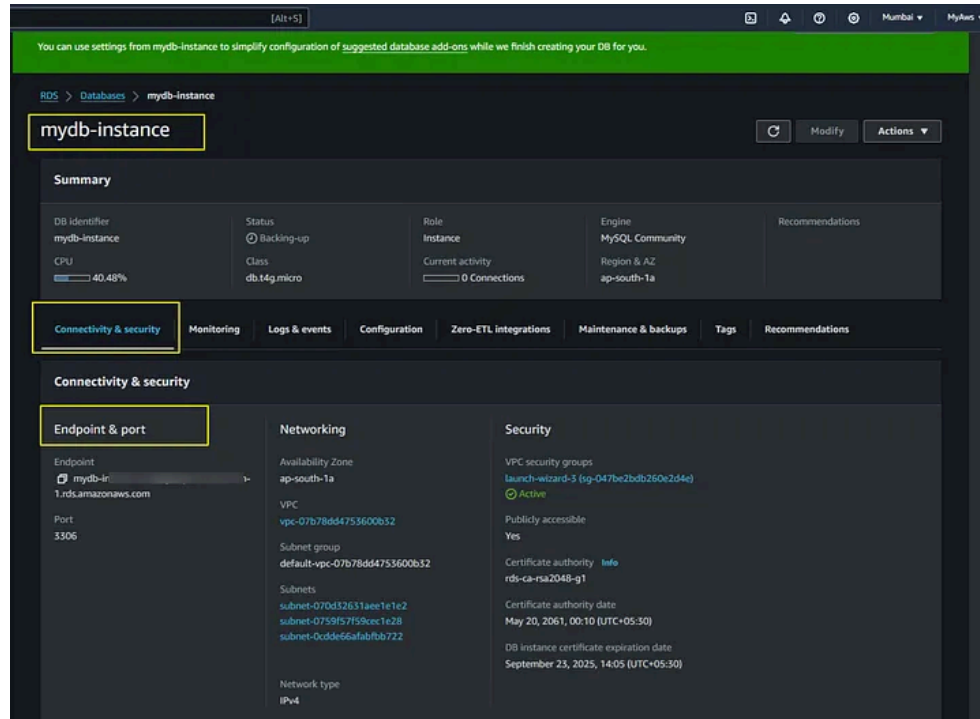 [Alt+S]
Mumbai
MyAws
You can use settings from mydb-instance to simplify configuration of suggested database add-ons while we finish creating your DB for you.
RDS > Databases > mydb-instance
mydb-instance
Modify
Actions
Summary
DB identifier
mydb-instance
Status
Backing-up
Role
Instance
Engine
MySQL Community
Recommendations
CPU
40.48%
Class
db.t4g.micro
Current activity
0 Connections
Region & AZ
ap-south-1a
Connectivity & security
Monitoring
Logs & events
Configuration
Zero-ETL integrations
Maintenance & backups
Tags
Recommendations
Connectivity & security
Endpoint & port
Endpoint
mydb-in
1-
1.rds.amazonaws.com
Port
3306
Networking
Availability Zone
ap-south-1a
VPC
vpc-07b78dd4753600b32
Subnet group
default-vpc-07b78dd4753600b32
Subnets
subnet-070d32631aee1e1e2
subnet-0759f57f59cec1e28
subnet-0cdde66afabfbb722
Network type
IPv4
Security
VPC security groups
launch-wizard-3 (sg-047be2bdb260e2d4e)
Active
Publicly accessible
Yes
Certificate authority Info
rds-ca-rsa2048-g1
Certificate authority date
May 20, 2061, 00:10 (UTC+05:30)
DB instance certificate expiration date
September 23, 2025, 14:05 (UTC+05:30)